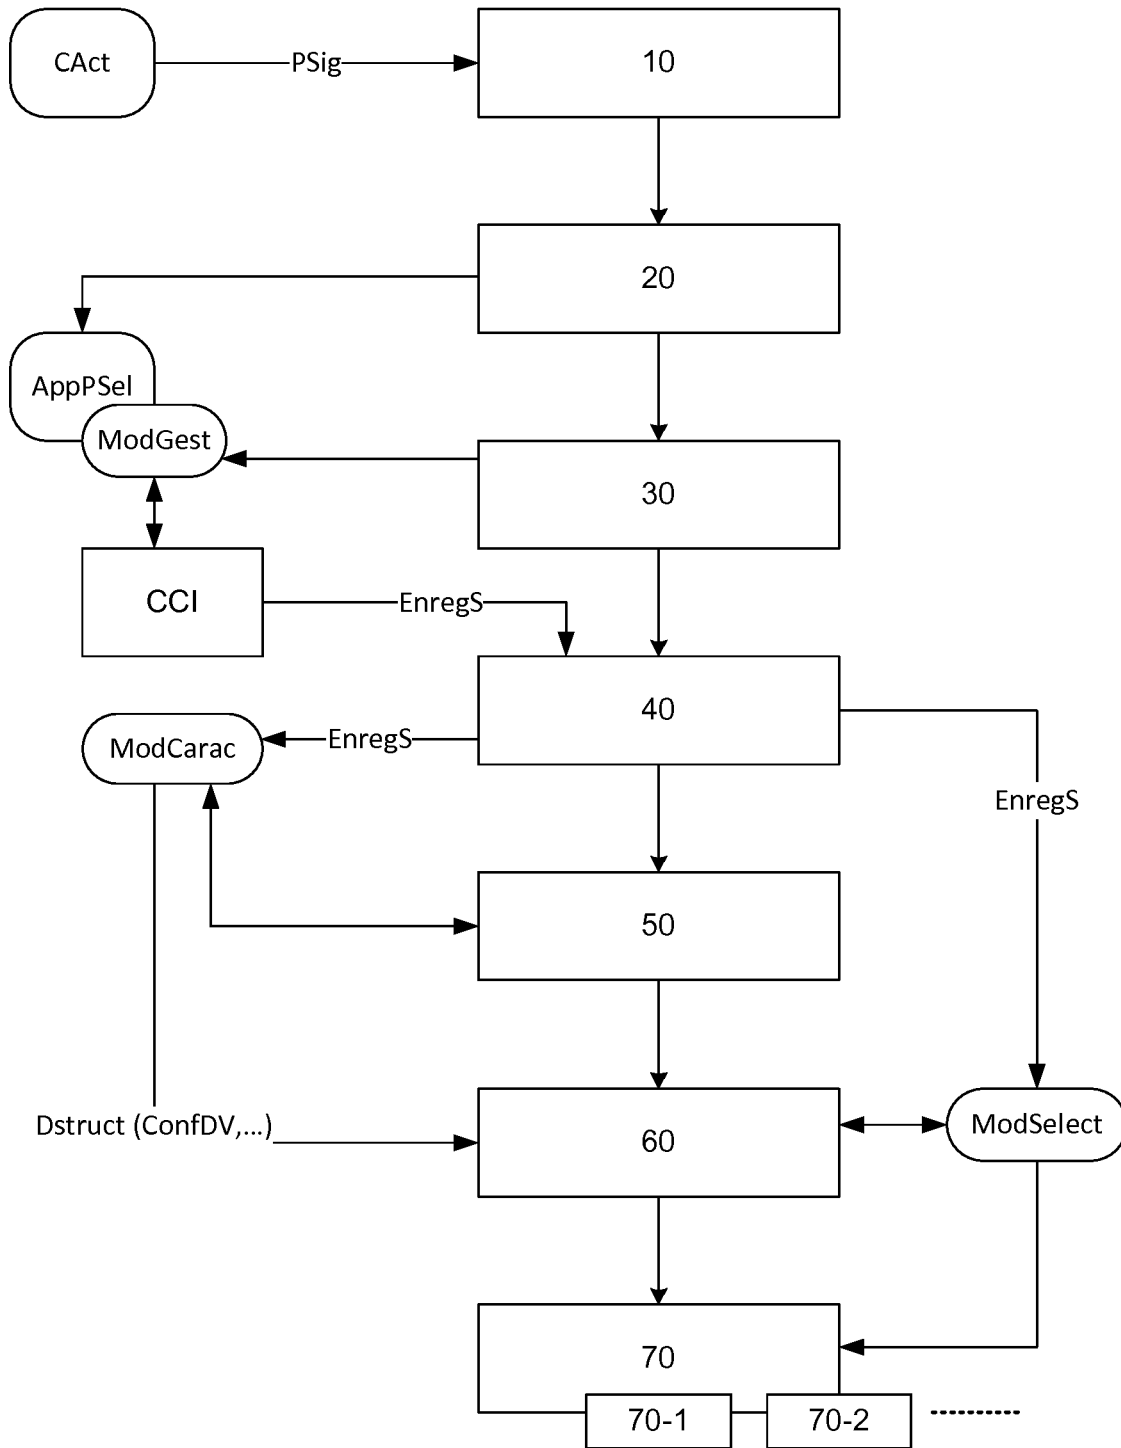 CAct
PSig
10
20
AppPSel
ModGest
30
CCI
EnregS
40
ModCarac
EnregS
EnregS
50
Dstruct (ConfDV,...)
60
ModSelect
70
70-1
70-2